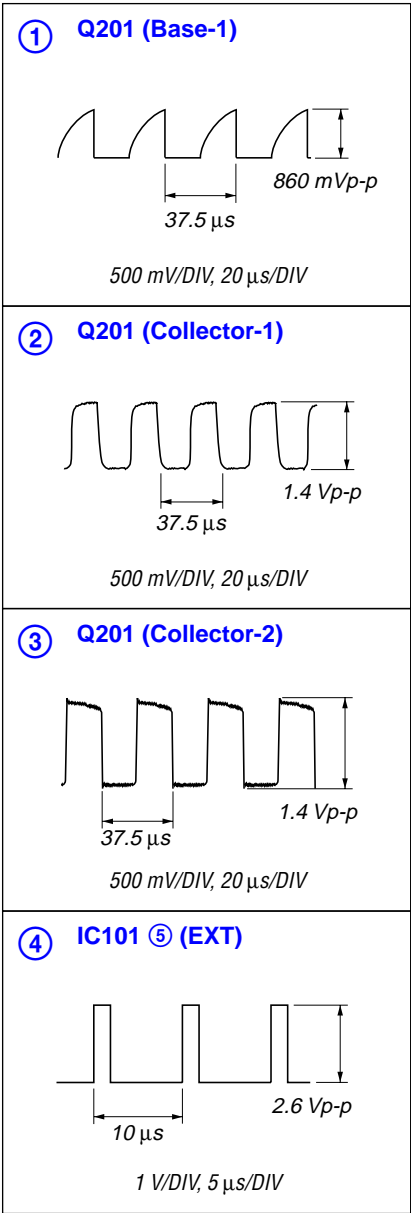 ① Q201 (Base-1)
860 mVp-p
37.5 µs
500 mV/DIV, 20 µs/DIV
② Q201 (Collector-1)
1.4 Vp-p
37.5 µs
500 mV/DIV, 20 µs/DIV
③ Q201 (Collector-2)
1.4 Vp-p
37.5 µs
500 mV/DIV, 20 µs/DIV
④ IC101 ⑤ (EXT)
2.6 Vp-p
10 µs
1 V/DIV, 5 µs/DIV